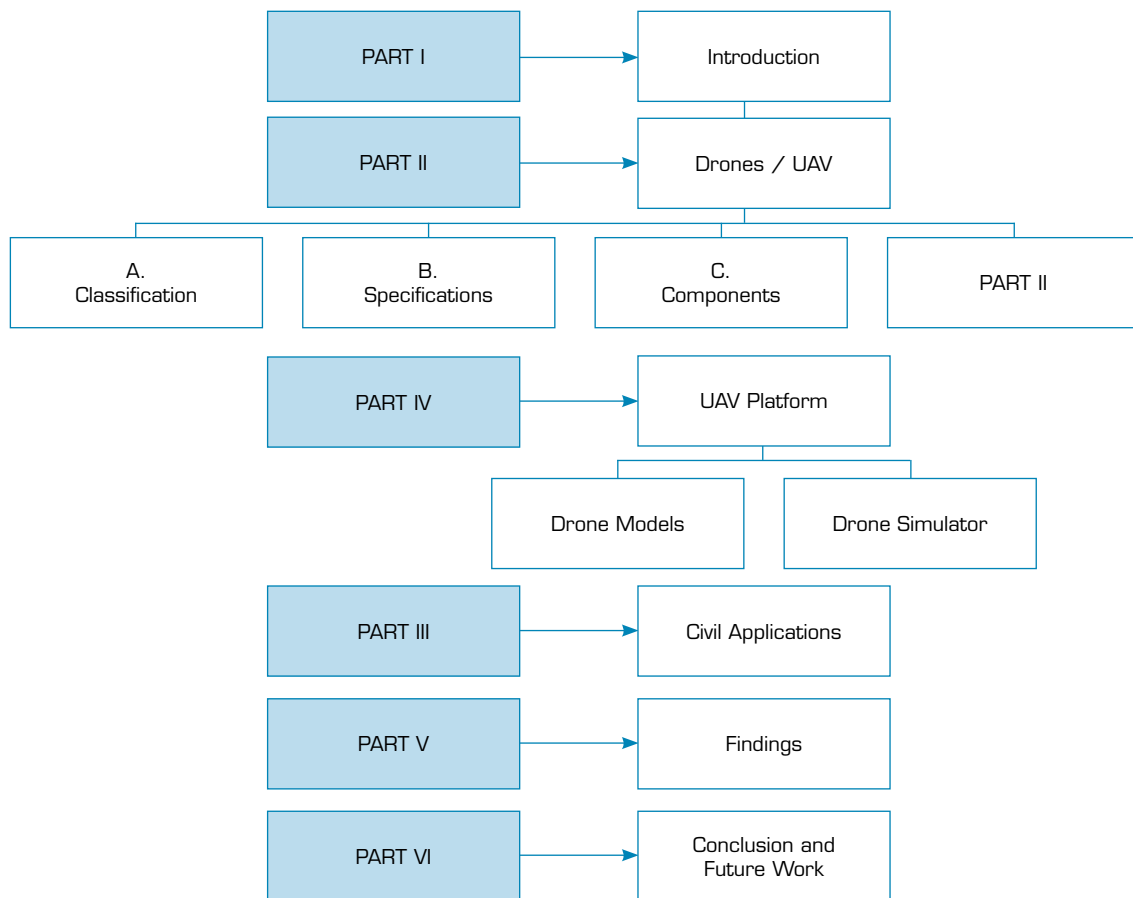 PART I
Introduction
PART II
Drones / UAV
A.
Classification
B.
Specifications
C.
Components
PART II
PART IV
UAV Platform
Drone Models
Drone Simulator
PART III
Civil Applications
PART V
Findings
PART VI
Conclusion and
Future Work